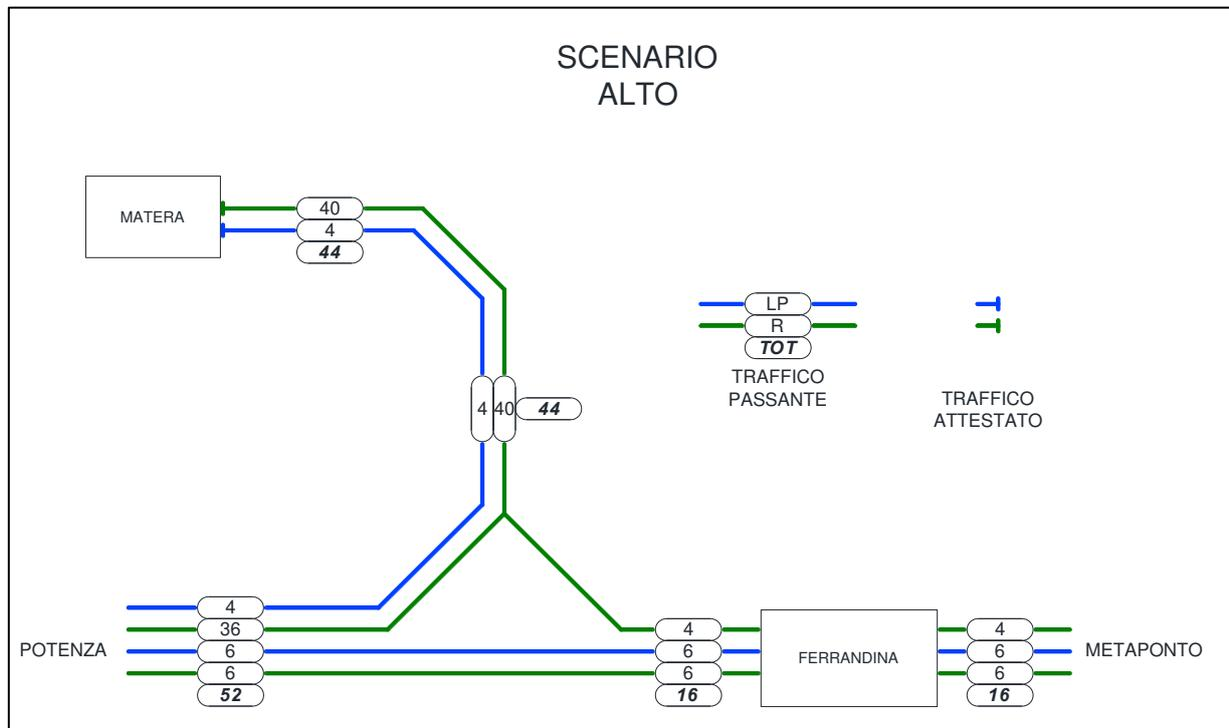 SCENARIO
ALTO
MATERA
40
4
44
LP
R
TOT
TRAFFICO
PASSANTE
TRAFFICO
ATTESTATO
4
40
44
POTENZA
4
36
6
6
52
4
6
6
16
FERRANDINA
4
6
6
16
METAPONTO